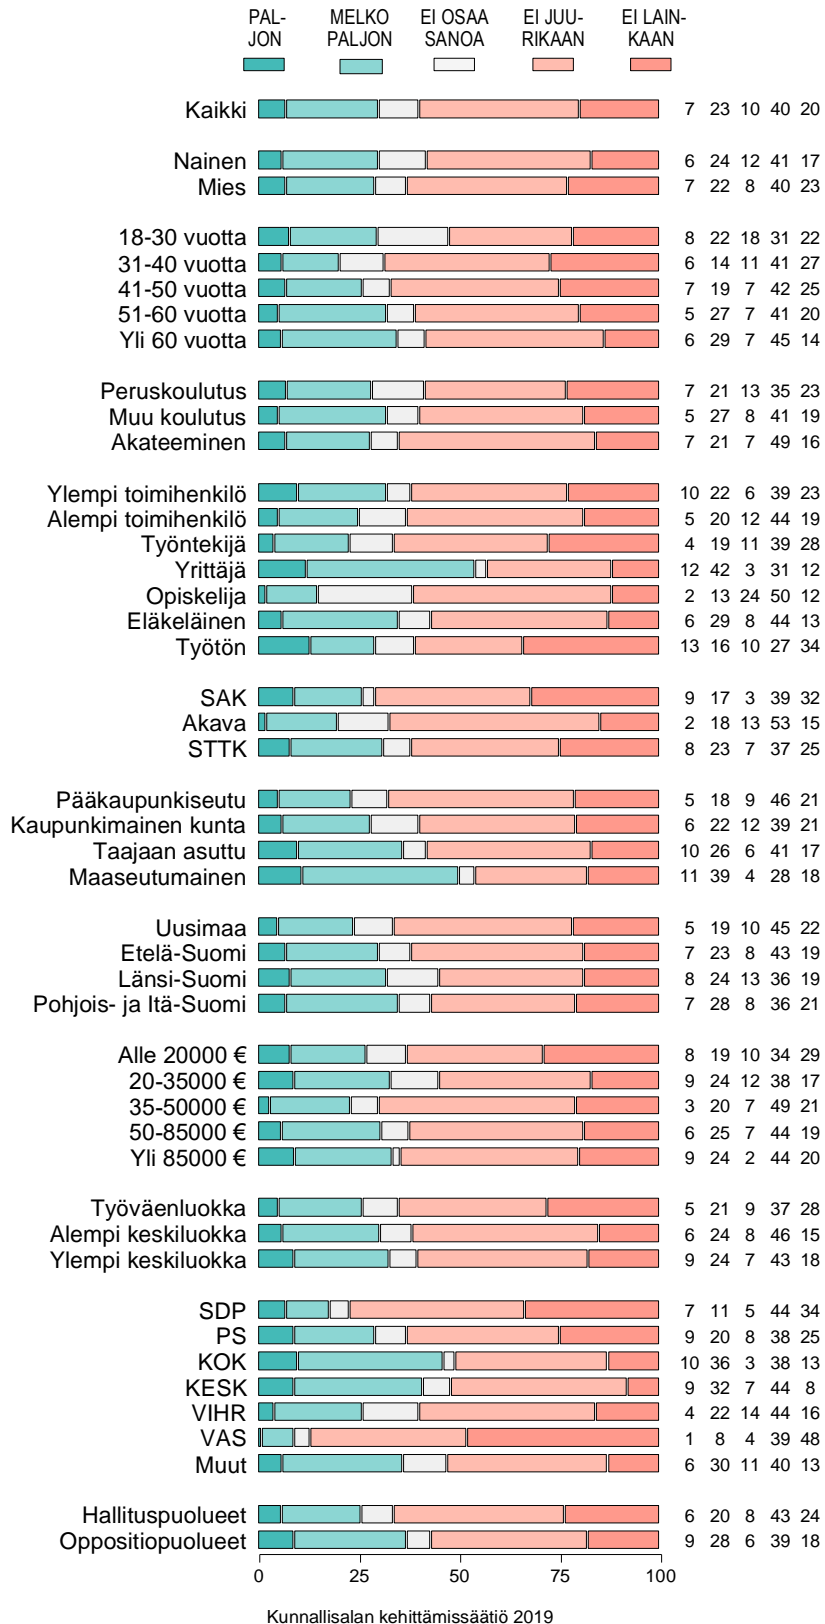 PAL- MELKO EI OSAA EI JUU- EI LAIN-
JON PALJON SANOA RIKAAN KAAN
Kaikki 7 23 10 40 20
Nainen 6 24 12 41 17
Mies 7 22 8 40 23
18-30 vuotta 8 22 18 31 22
31-40 vuotta 6 14 11 41 27
41-50 vuotta 7 19 7 42 25
51-60 vuotta 5 27 7 41 20
Yli 60 vuotta 6 29 7 45 14
Peruskoulutus 7 21 13 35 23
Muu koulutus 5 27 8 41 19
Akateeminen 7 21 7 49 16
Ylempi toimihenkilö 10 22 6 39 23
Alempi toimihenkilö 5 20 12 44 19
Työntekijä 4 19 11 39 28
Yrittäjä 12 42 3 31 12
Opiskelija 2 13 24 50 12
Eläkeläinen 6 29 8 44 13
Työtön 13 16 10 27 34
SAK 9 17 3 39 32
Akava 2 18 13 53 15
STTK 8 23 7 37 25
Pääkaupunkiseutu 5 18 9 46 21
Kaupunkimainen kunta 6 22 12 39 21
Taajaan asuttu 10 26 6 41 17
Maaseutumainen 11 39 4 28 18
Uusimaa 5 19 10 45 22
Etelä-Suomi 7 23 8 43 19
Länsi-Suomi 8 24 13 36 19
Pohjois- ja Itä-Suomi 7 28 8 36 21
Alle 20000 € 8 19 10 34 29
20-35000 € 9 24 12 38 17
35-50000 € 3 20 7 49 21
50-85000 € 6 25 7 44 19
Yli 85000 € 9 24 2 44 20
Työväenluokka 5 21 9 37 28
Alempi keskiluokka 6 24 8 46 15
Ylempi keskiluokka 9 24 7 43 18
SDP 7 11 5 44 34
PS 9 20 8 38 25
KOK 10 36 3 38 13
KESK 9 32 7 44 8
VIHR 4 22 14 44 16
VAS 1 8 4 39 48
Muut 6 30 11 40 13
Hallituspuolueet 6 20 8 43 24
Oppositiopuolueet 9 28 6 39 18
0 25 50 75 100
Kunnallisalan kehittämissäätiö 2019